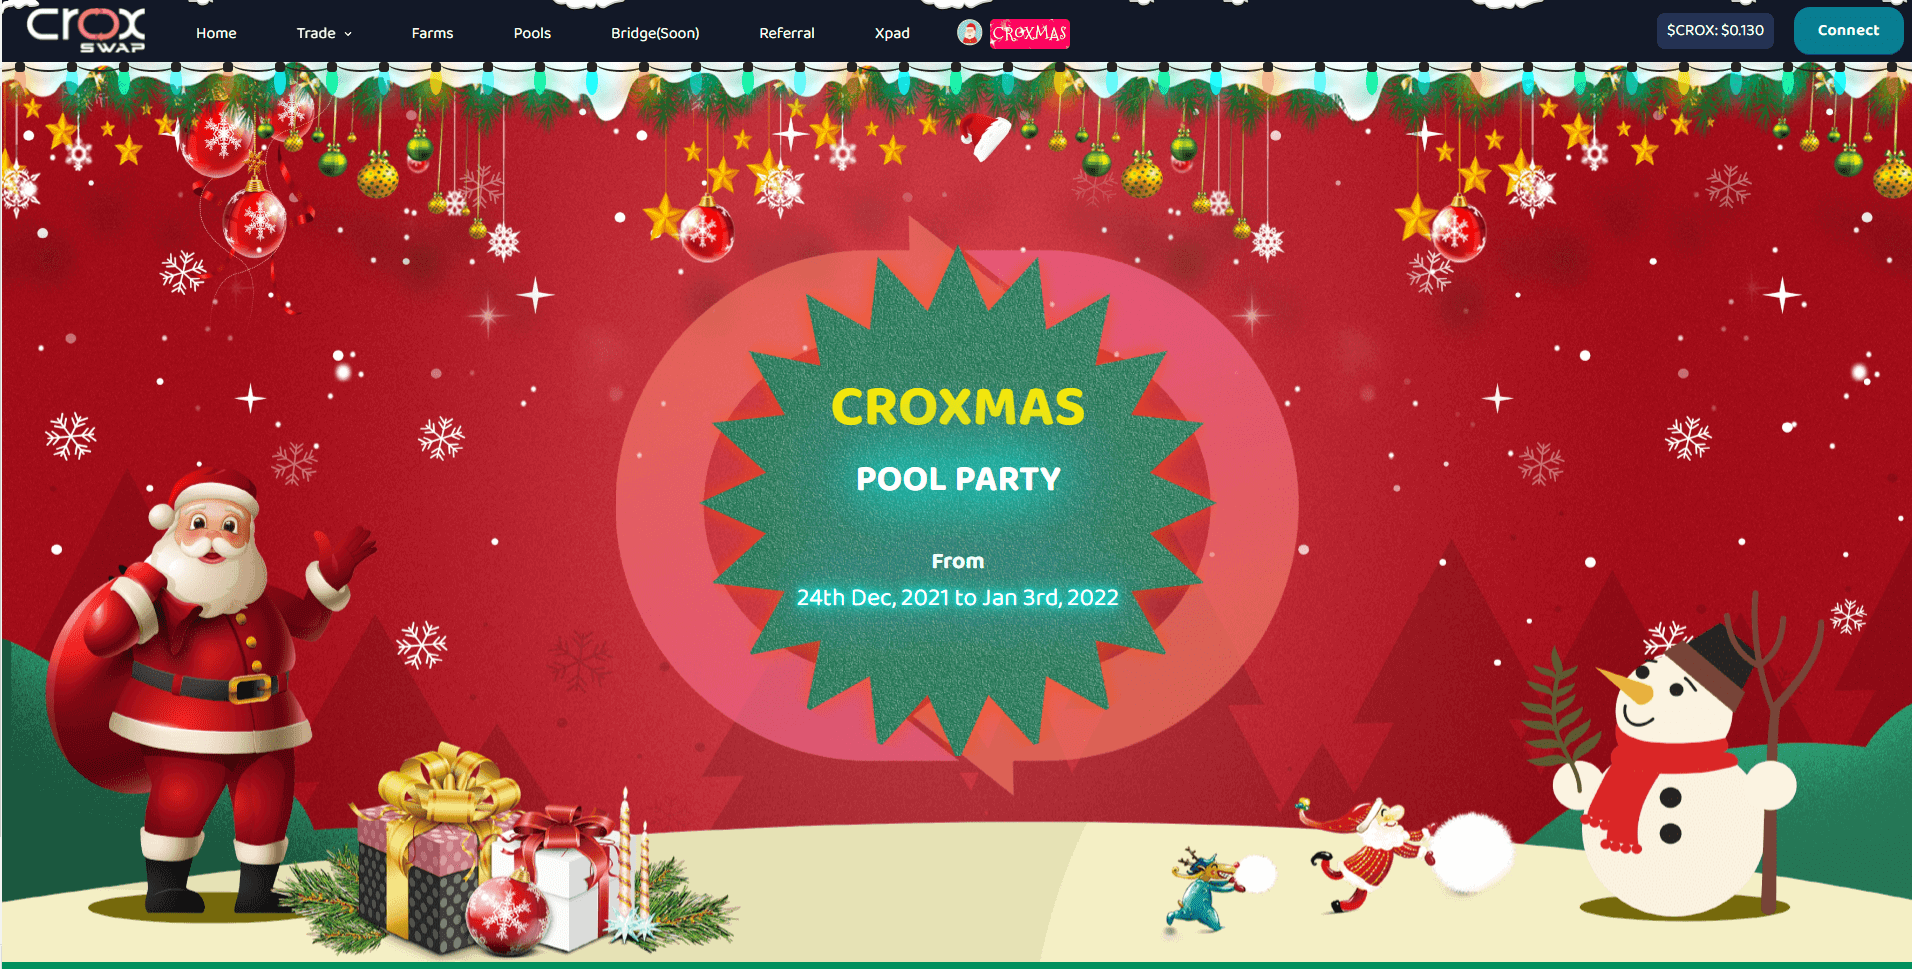 crox
SWAP
Home
Trade
Farms
Pools
Bridge(Soon)
Referral
Xpad
CROXMAS
$CROX: $0.130
Connect
CROXMAS
POOL PARTY
From
24th Dec, 2021 to Jan 3rd, 2022